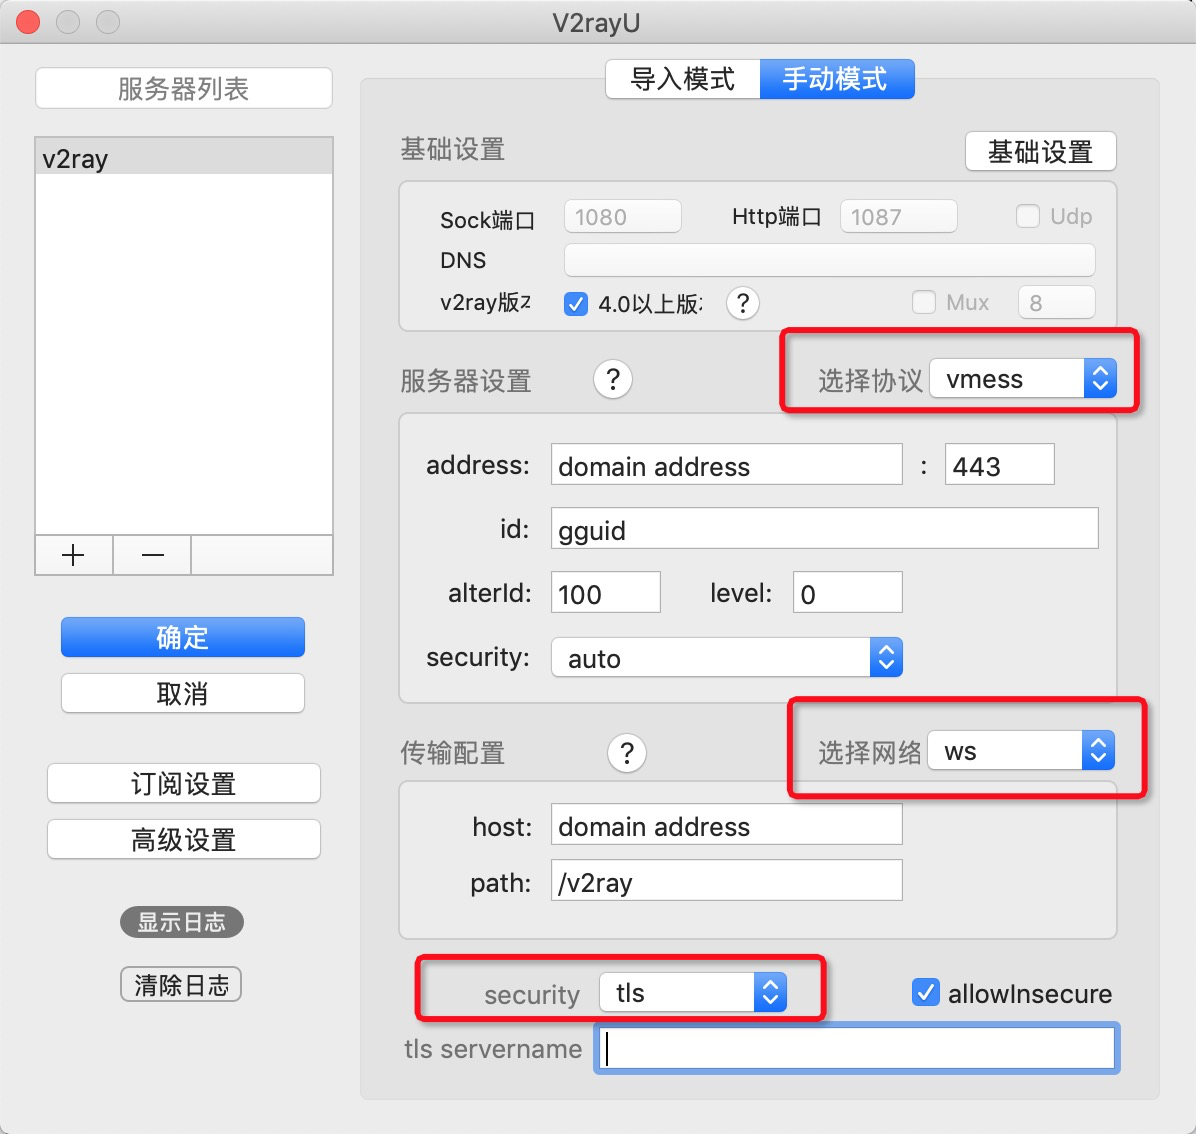 V2rayU
服务器列表
v2ray
确定
取消
订阅设置
高级设置
显示日志
清除日志
导入模式 手动模式
基础设置 基础设置
Sock端口 1080 Http端口 1087 Udp
DNS
v2ray版 4.0以上版 ? Mux 8
服务器设置 ? 选择协议 vmess
address: domain address : 443
id: gguid
alterId: 100 level: 0
security: auto
传输配置 ? 选择网络 ws
host: domain address
path: /v2ray
security tls allowInsecure
tls servername